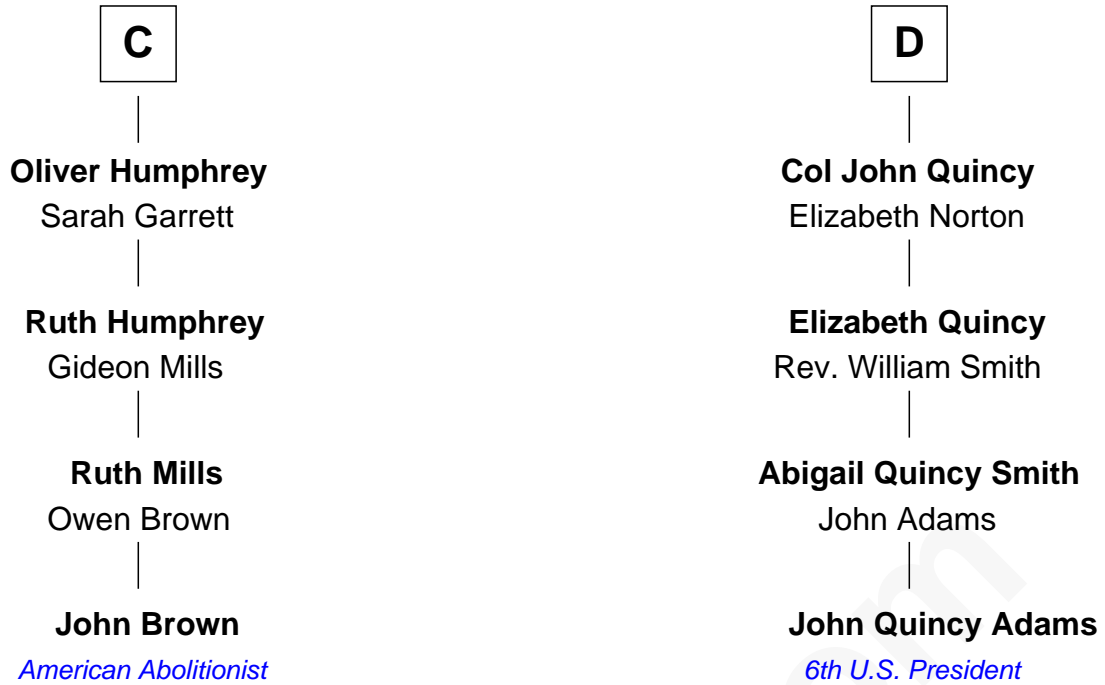 C
Oliver Humphrey
Sarah Garrett
Ruth Humphrey
Gideon Mills
Ruth Mills
Owen Brown
John Brown
American Abolitionist
D
Col John Quincy
Elizabeth Norton
Elizabeth Quincy
Rev. William Smith
Abigail Quincy Smith
John Adams
John Quincy Adams
6th U.S. President